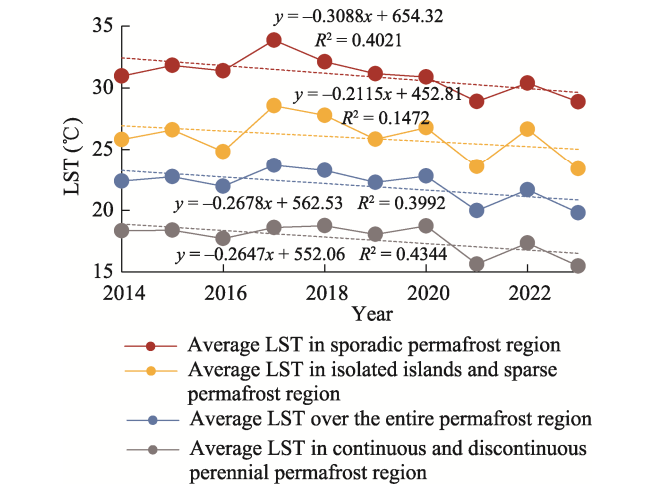 y = –0.3088x + 654.32
R² = 0.4021
35
30
25
20
15
LST (℃)
y = –0.2115x + 452.81
R² = 0.1472
y = –0.2678x + 562.53 R² = 0.3992
y = –0.2647x + 552.06 R² = 0.4344
2014 2016 2018 2020 2022
Year
Average LST in sporadic permafrost region
Average LST in isolated islands and sparse
permafrost region
Average LST over the entire permafrost region
Average LST in continuous and discontinuous
perennial permafrost region